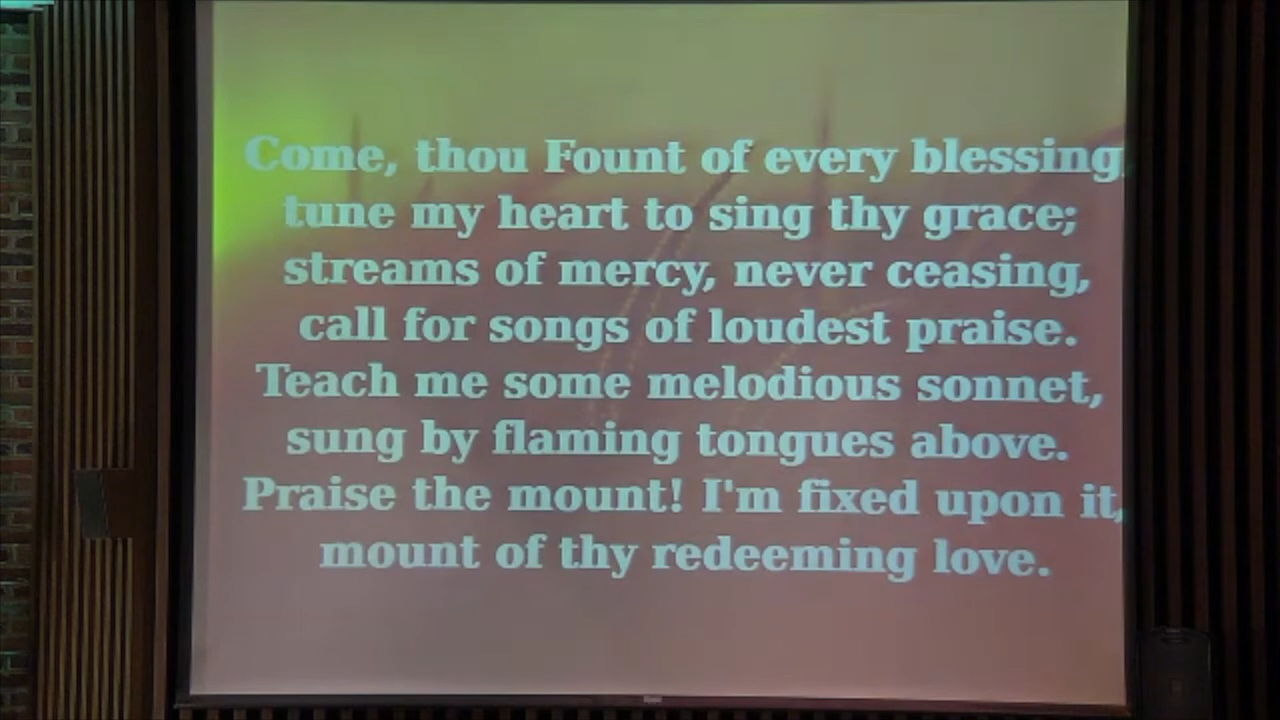 Come, thou Fount of every blessing,
tune my heart to sing thy grace;
streams of mercy, never ceasing,
call for songs of loudest praise.
Teach me some melodious sonnet,
sung by flaming tongues above.
Praise the mount! I'm fixed upon it,
mount of thy redeeming love.